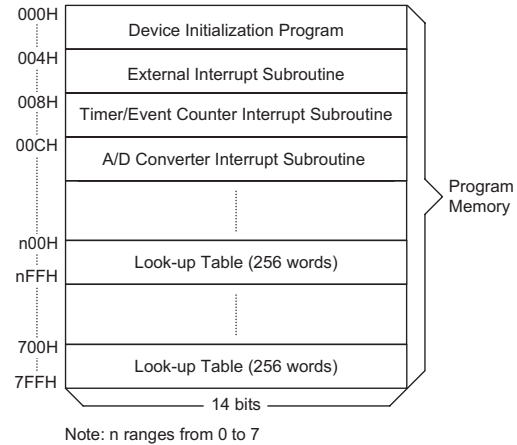 000H
Device Initialization Program
004H
External Interrupt Subroutine
008H
Timer/Event Counter Interrupt Subroutine
00CH
A/D Converter Interrupt Subroutine
Program
Memory
n00H
Look-up Table (256 words)
nFFH
700H
Look-up Table (256 words)
7FFH
14 bits
Note: n ranges from 0 to 7